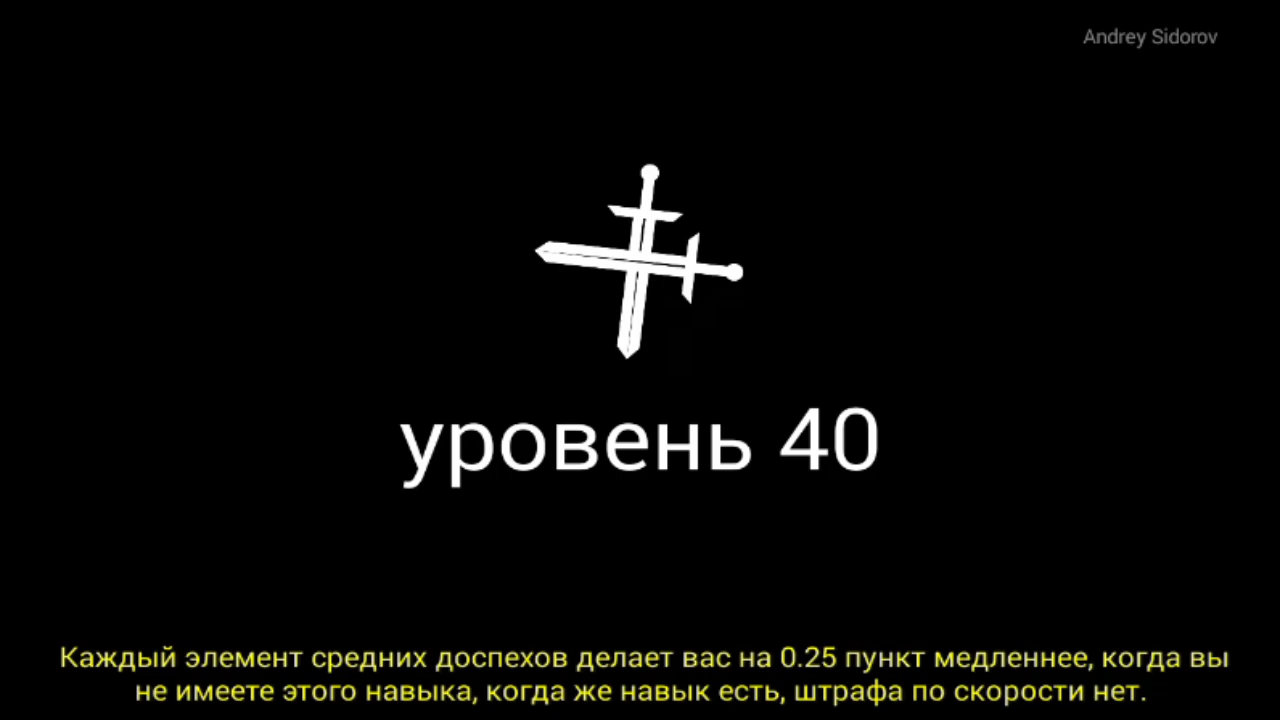 Andrey Sidorov
уровень 40
Каждый элемент средних доспехов делает вас на 0.25 пункт медленнее, когда вы
не имеете этого навыка, когда же навык есть, штрафа по скорости нет.